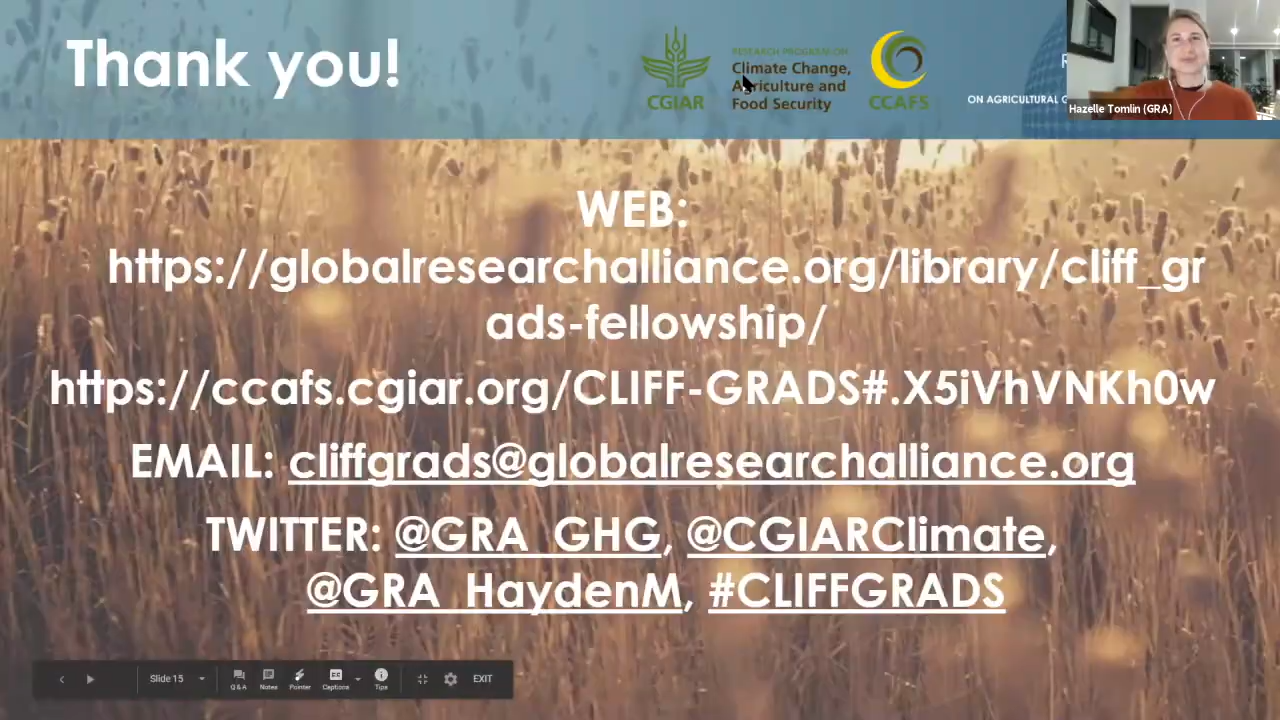 Thank you!
CGIAR
RESEARCH PROGRAM ON
Climate Change,
Agriculture and
Food Security
CCAFS
R
ON AGRICULTURAL G
Hazelle Tomlin (GRA)
WEB:
https://globalresearchalliance.org/library/cliff_gr
ads-fellowship/
https://ccafs.cgiar.org/CLIFF-GRADS#.X5iVhVNKh0w
EMAIL: cliffgrads@globalresearchalliance.org
TWITTER: @GRA_GHG, @CGIARClimate,
@GRA_HaydenM, #CLIFFGRADS
Slide 15
Q&A
Notes
Pointer
CC
Captions
Tips
EXIT